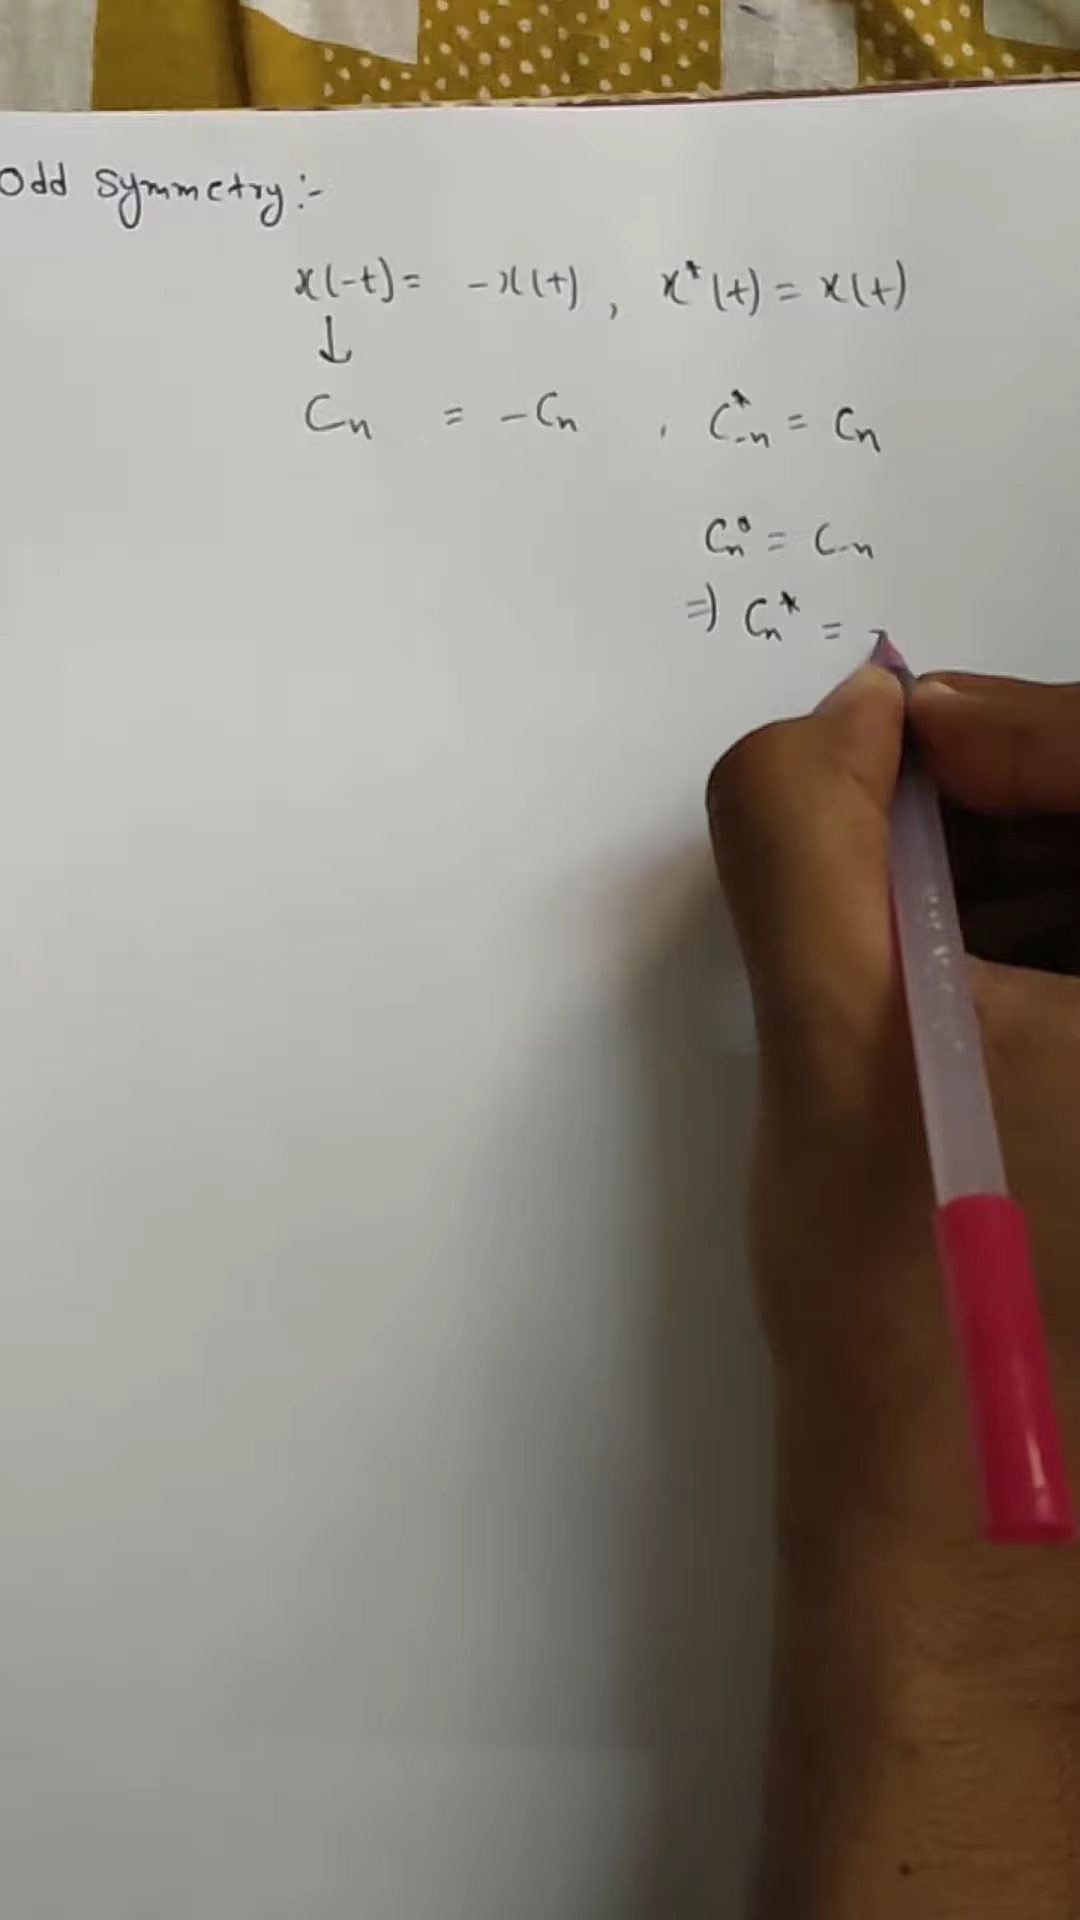 Odd Symmetry:-
x(-t) = -x(t), x*(t) = x(t)
↓
Cn = -Cn , C*-n = Cn
Cn* = C-n
⇒ Cn* = -